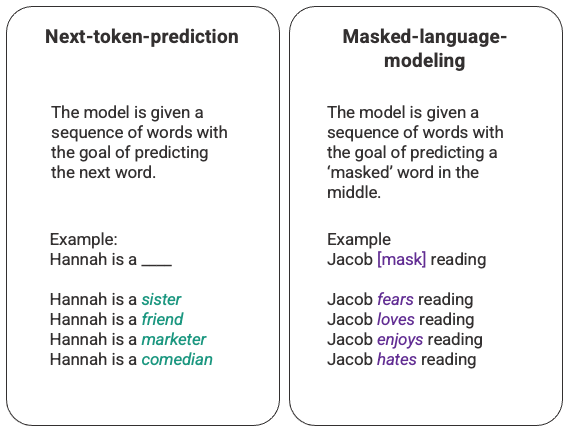 Next-token-prediction
The model is given a
sequence of words with
the goal of predicting
the next word.
Example:
Hannah is a ____
Hannah is a sister
Hannah is a friend
Hannah is a marketer
Hannah is a comedian
Masked-language-
modeling
The model is given a
sequence of words with
the goal of predicting a
‘masked’ word in the
middle.
Example
Jacob [mask] reading
Jacob fears reading
Jacob loves reading
Jacob enjoys reading
Jacob hates reading